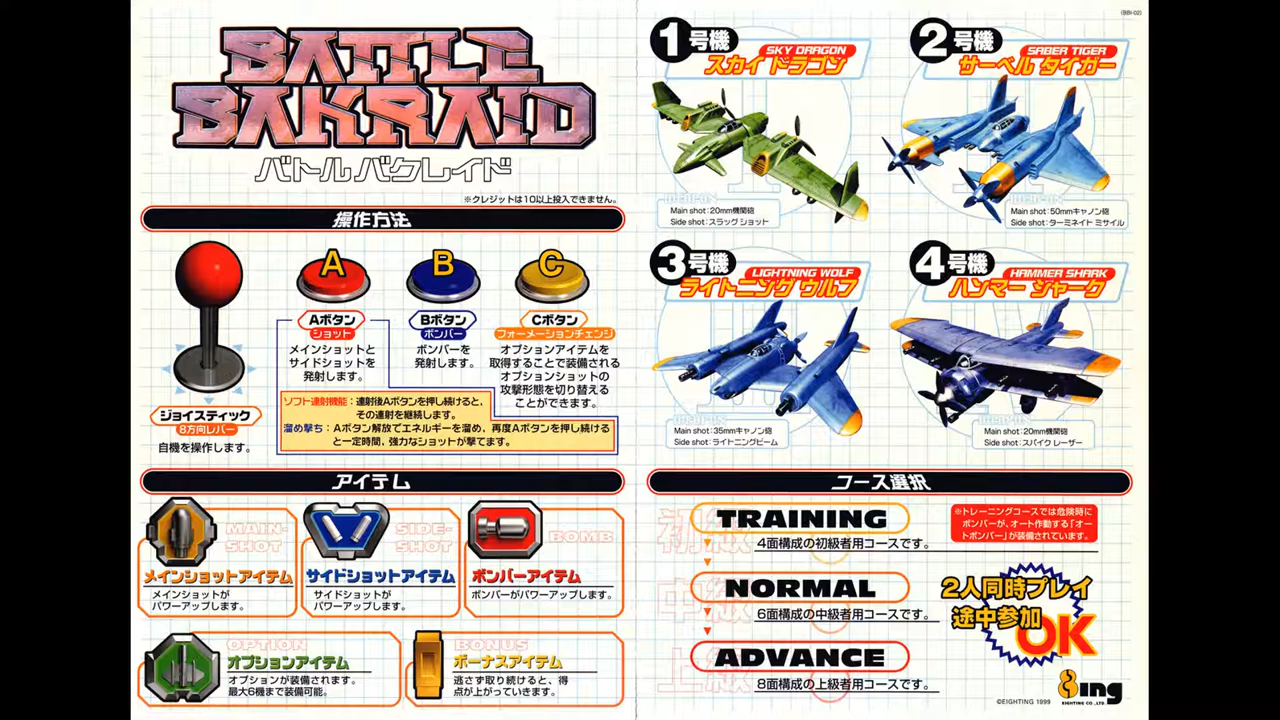 (BBI-02)
BATTLE
BAKRAID
バトルバクレイド
※クレジットは10以上投入できません。
操作方法
A
B
C
Aボタン
ショット
メインショットと
サイドショットを
発射します。
Bボタン
ボンバー
ボンバーを
発射します。
Cボタン
フォーメーションチェンジ
オプションアイテムを
取得することで装備される
オプションショットの
攻撃形態を切り替える
ことができます。
ソフト連射機能:連射後Aボタンを押し続けると、
その連射を継続します。
溜め撃ち:Aボタン解放でエネルギーを溜め、再度Aボタンを押し続ける
と一定時間、強力なショットが撃てます。
ジョイスティック
8方向レバー
自機を操作します。
アイテム
MAIN-
SHOT
メインショットアイテム
メインショットが
パワーアップします。
SIDE-
SHOT
サイドショットアイテム
サイドショットが
パワーアップします。
BOMB
ボンバーアイテム
ボンバーがパワーアップします。
OPTION
オプションアイテム
オプションが装備されます。
最大6機まで装備可能。
BONUS
ボーナスアイテム
逃さず取り続けると、得
点が上がっていきます。
1号機
SKY DRAGON
スカイ ドラゴン
Main shot:20mm機関砲
Side shot:スラッグ ショット
2号機
SABER TIGER
サーベル タイガー
Main shot:50mmキャノン砲
Side shot:ターミネイト ミサイル
3号機
LIGHTNING WOLF
ライトニング ウルフ
Main shot:35mmキャノン砲
Side shot:ライトニングビーム
4号機
HAMMER SHARK
ハンマー シャーク
Main shot:20mm機関砲
Side shot:スパイク レーザー
コース選択
初級
TRAINING
4面構成の初級者用コースです。
※トレーニングコースでは危険時に
ボンバーが、オート作動する「オー
トボンバー」が装備されています。
中級
NORMAL
6面構成の中級者用コースです。
上級
ADVANCE
8面構成の上級者用コースです。
2人同時プレイ
途中参加
OK
8ing
EIGHTING CO.,LTD.
©EIGHTING 1999